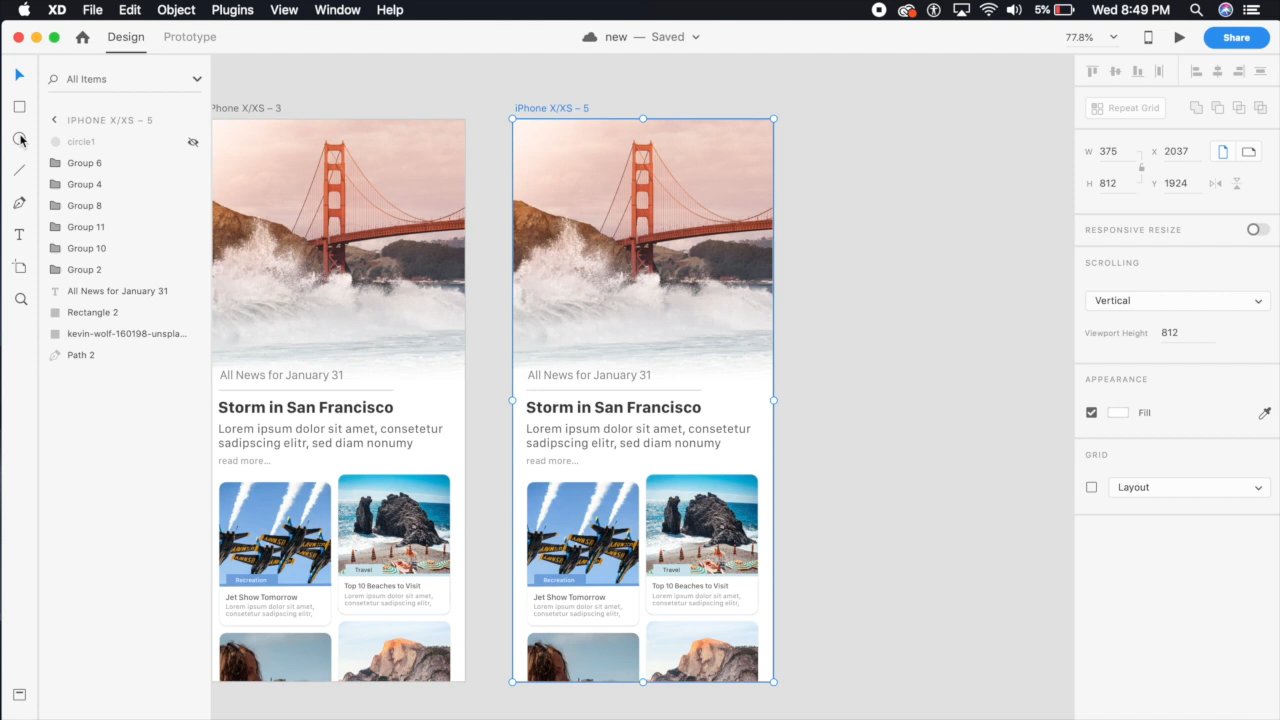 XD File Edit Object Plugins View Window Help 5% Wed 8:49 PM
Design Prototype new — Saved 77.8% Share
All Items
IPHONE X/XS – 5
circle1
Group 6
Group 4
Group 8
Group 11
Group 10
Group 2
All News for January 31
Rectangle 2
kevin-wolf-160198-unspla...
Path 2
Phone X/XS – 3
All News for January 31
Storm in San Francisco
Lorem ipsum dolor sit amet, consetetur
sadipscing elitr, sed diam nonumy
read more...
Recreation
Jet Show Tomorrow
Lorem ipsum dolor sit amet,
consetetur sadipscing elitr,
Travel
Top 10 Beaches to Visit
Lorem ipsum dolor sit amet,
consetetur sadipscing elitr,
iPhone X/XS – 5
All News for January 31
Storm in San Francisco
Lorem ipsum dolor sit amet, consetetur
sadipscing elitr, sed diam nonumy
read more...
Recreation
Jet Show Tomorrow
Lorem ipsum dolor sit amet,
consetetur sadipscing elitr,
Travel
Top 10 Beaches to Visit
Lorem ipsum dolor sit amet,
consetetur sadipscing elitr,
Repeat Grid
W 375 X 2037
H 812 Y 1924
RESPONSIVE RESIZE
SCROLLING
Vertical
Viewport Height 812
APPEARANCE
Fill
GRID
Layout